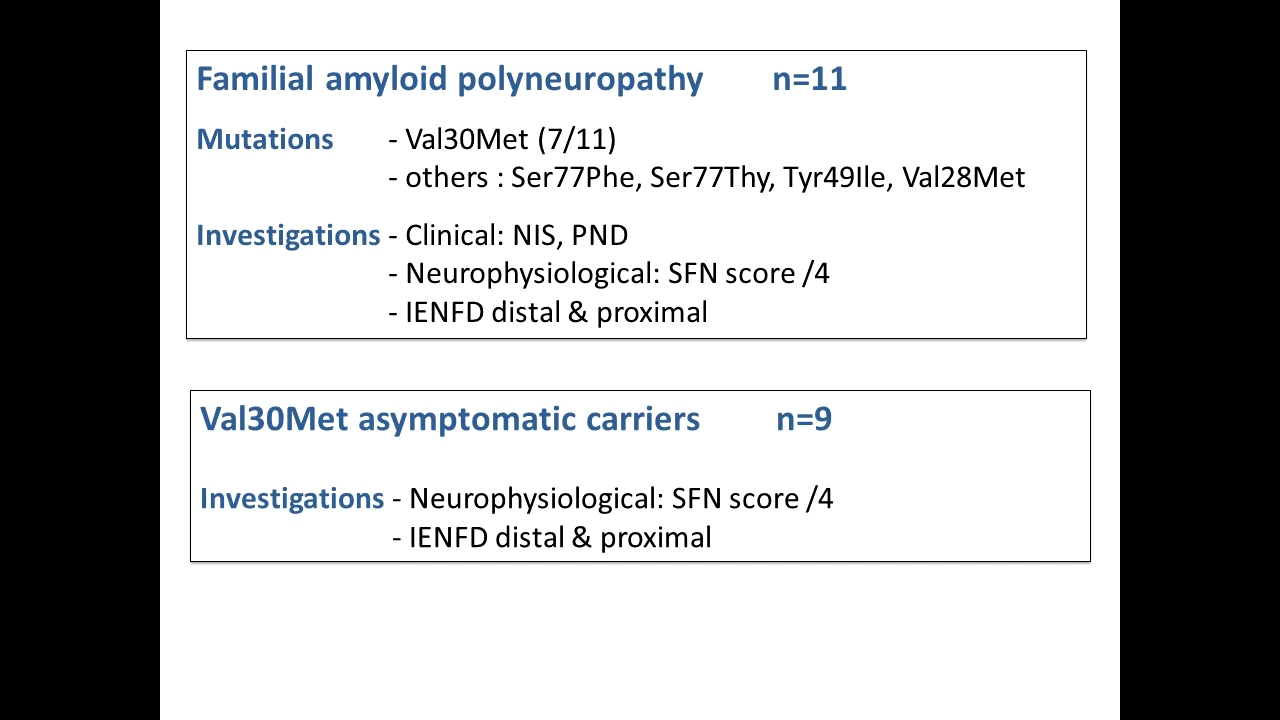 Familial amyloid polyneuropathy n=11
Mutations - Val30Met (7/11)
- others : Ser77Phe, Ser77Thy, Tyr49Ile, Val28Met
Investigations - Clinical: NIS, PND
- Neurophysiological: SFN score /4
- IENFD distal & proximal
Val30Met asymptomatic carriers n=9
Investigations - Neurophysiological: SFN score /4
- IENFD distal & proximal